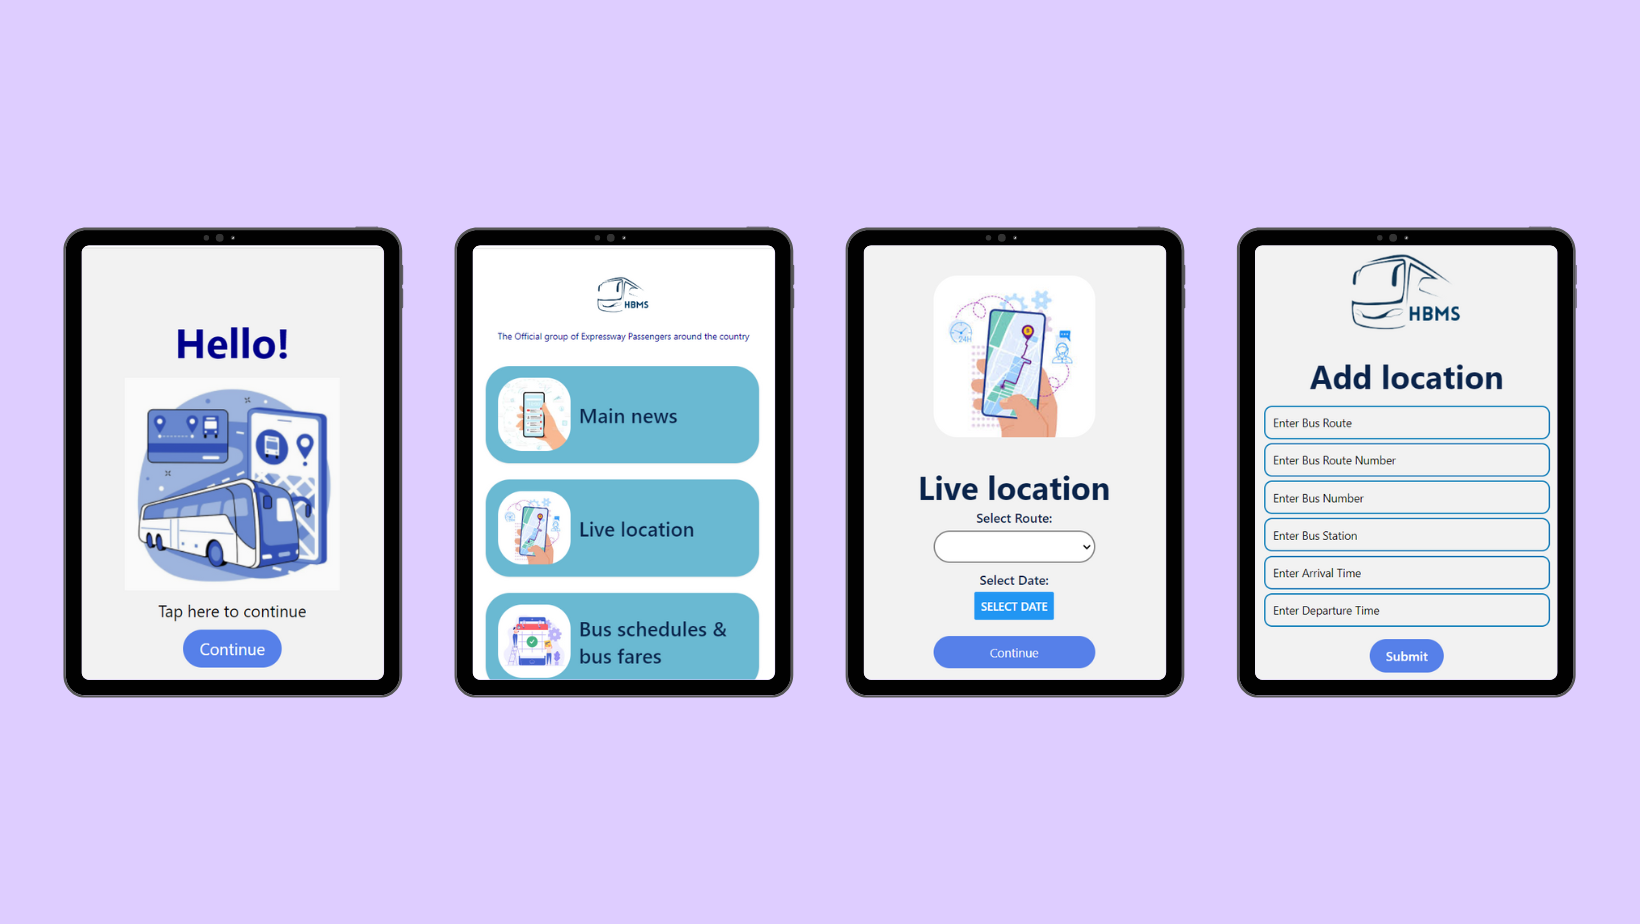 Hello!
Tap here to continue
Continue
HBMS
The Official group of Expressway Passengers around the country
Main news
Live location
Bus schedules &
bus fares
24H
Live location
Select Route:
Select Date:
SELECT DATE
Continue
HBMS
Add location
Enter Bus Route
Enter Bus Route Number
Enter Bus Number
Enter Bus Station
Enter Arrival Time
Enter Departure Time
Submit